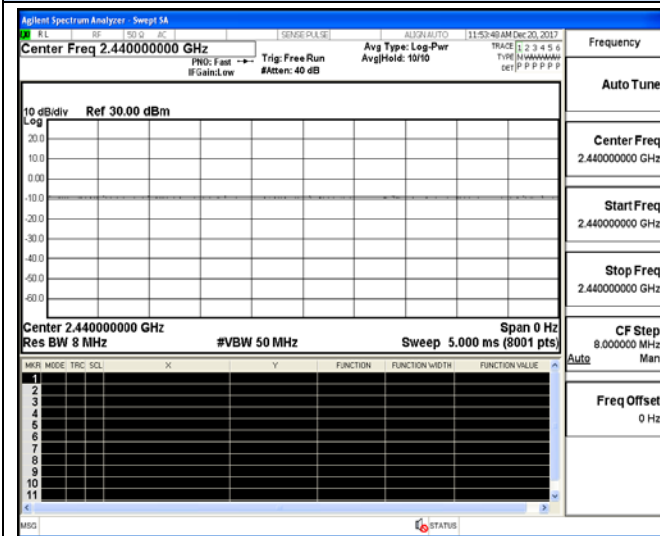 Agilent Spectrum Analyzer - Swept SA
RL RF 50 Ω AC SENSE:PULSE ALIGN AUTO 11:53:48 AM Dec 20, 2017
Center Freq 2.440000000 GHz
PNO: Fast
IFGain:Low
Trig: Free Run
#Atten: 40 dB
Avg Type: Log-Pwr
Avg|Hold: 10/10
TRACE 1 2 3 4 5 6
TYPE
DET P P P P P P
10 dB/div Ref 30.00 dBm
Log
20.0
10.0
0.00
-10.0
-20.0
-30.0
-40.0
-50.0
-60.0
Center 2.440000000 GHz Span 0 Hz
Res BW 8 MHz #VBW 50 MHz Sweep 5.000 ms (8001 pts)
MKR MODE TRC SCL X Y FUNCTION FUNCTION WIDTH FUNCTION VALUE
1
2
3
4
5
6
7
8
9
10
11
MSG STATUS
Frequency
Auto Tune
Center Freq
2.440000000 GHz
Start Freq
2.440000000 GHz
Stop Freq
2.440000000 GHz
CF Step
8.000000 MHz
Auto Man
Freq Offset
0 Hz